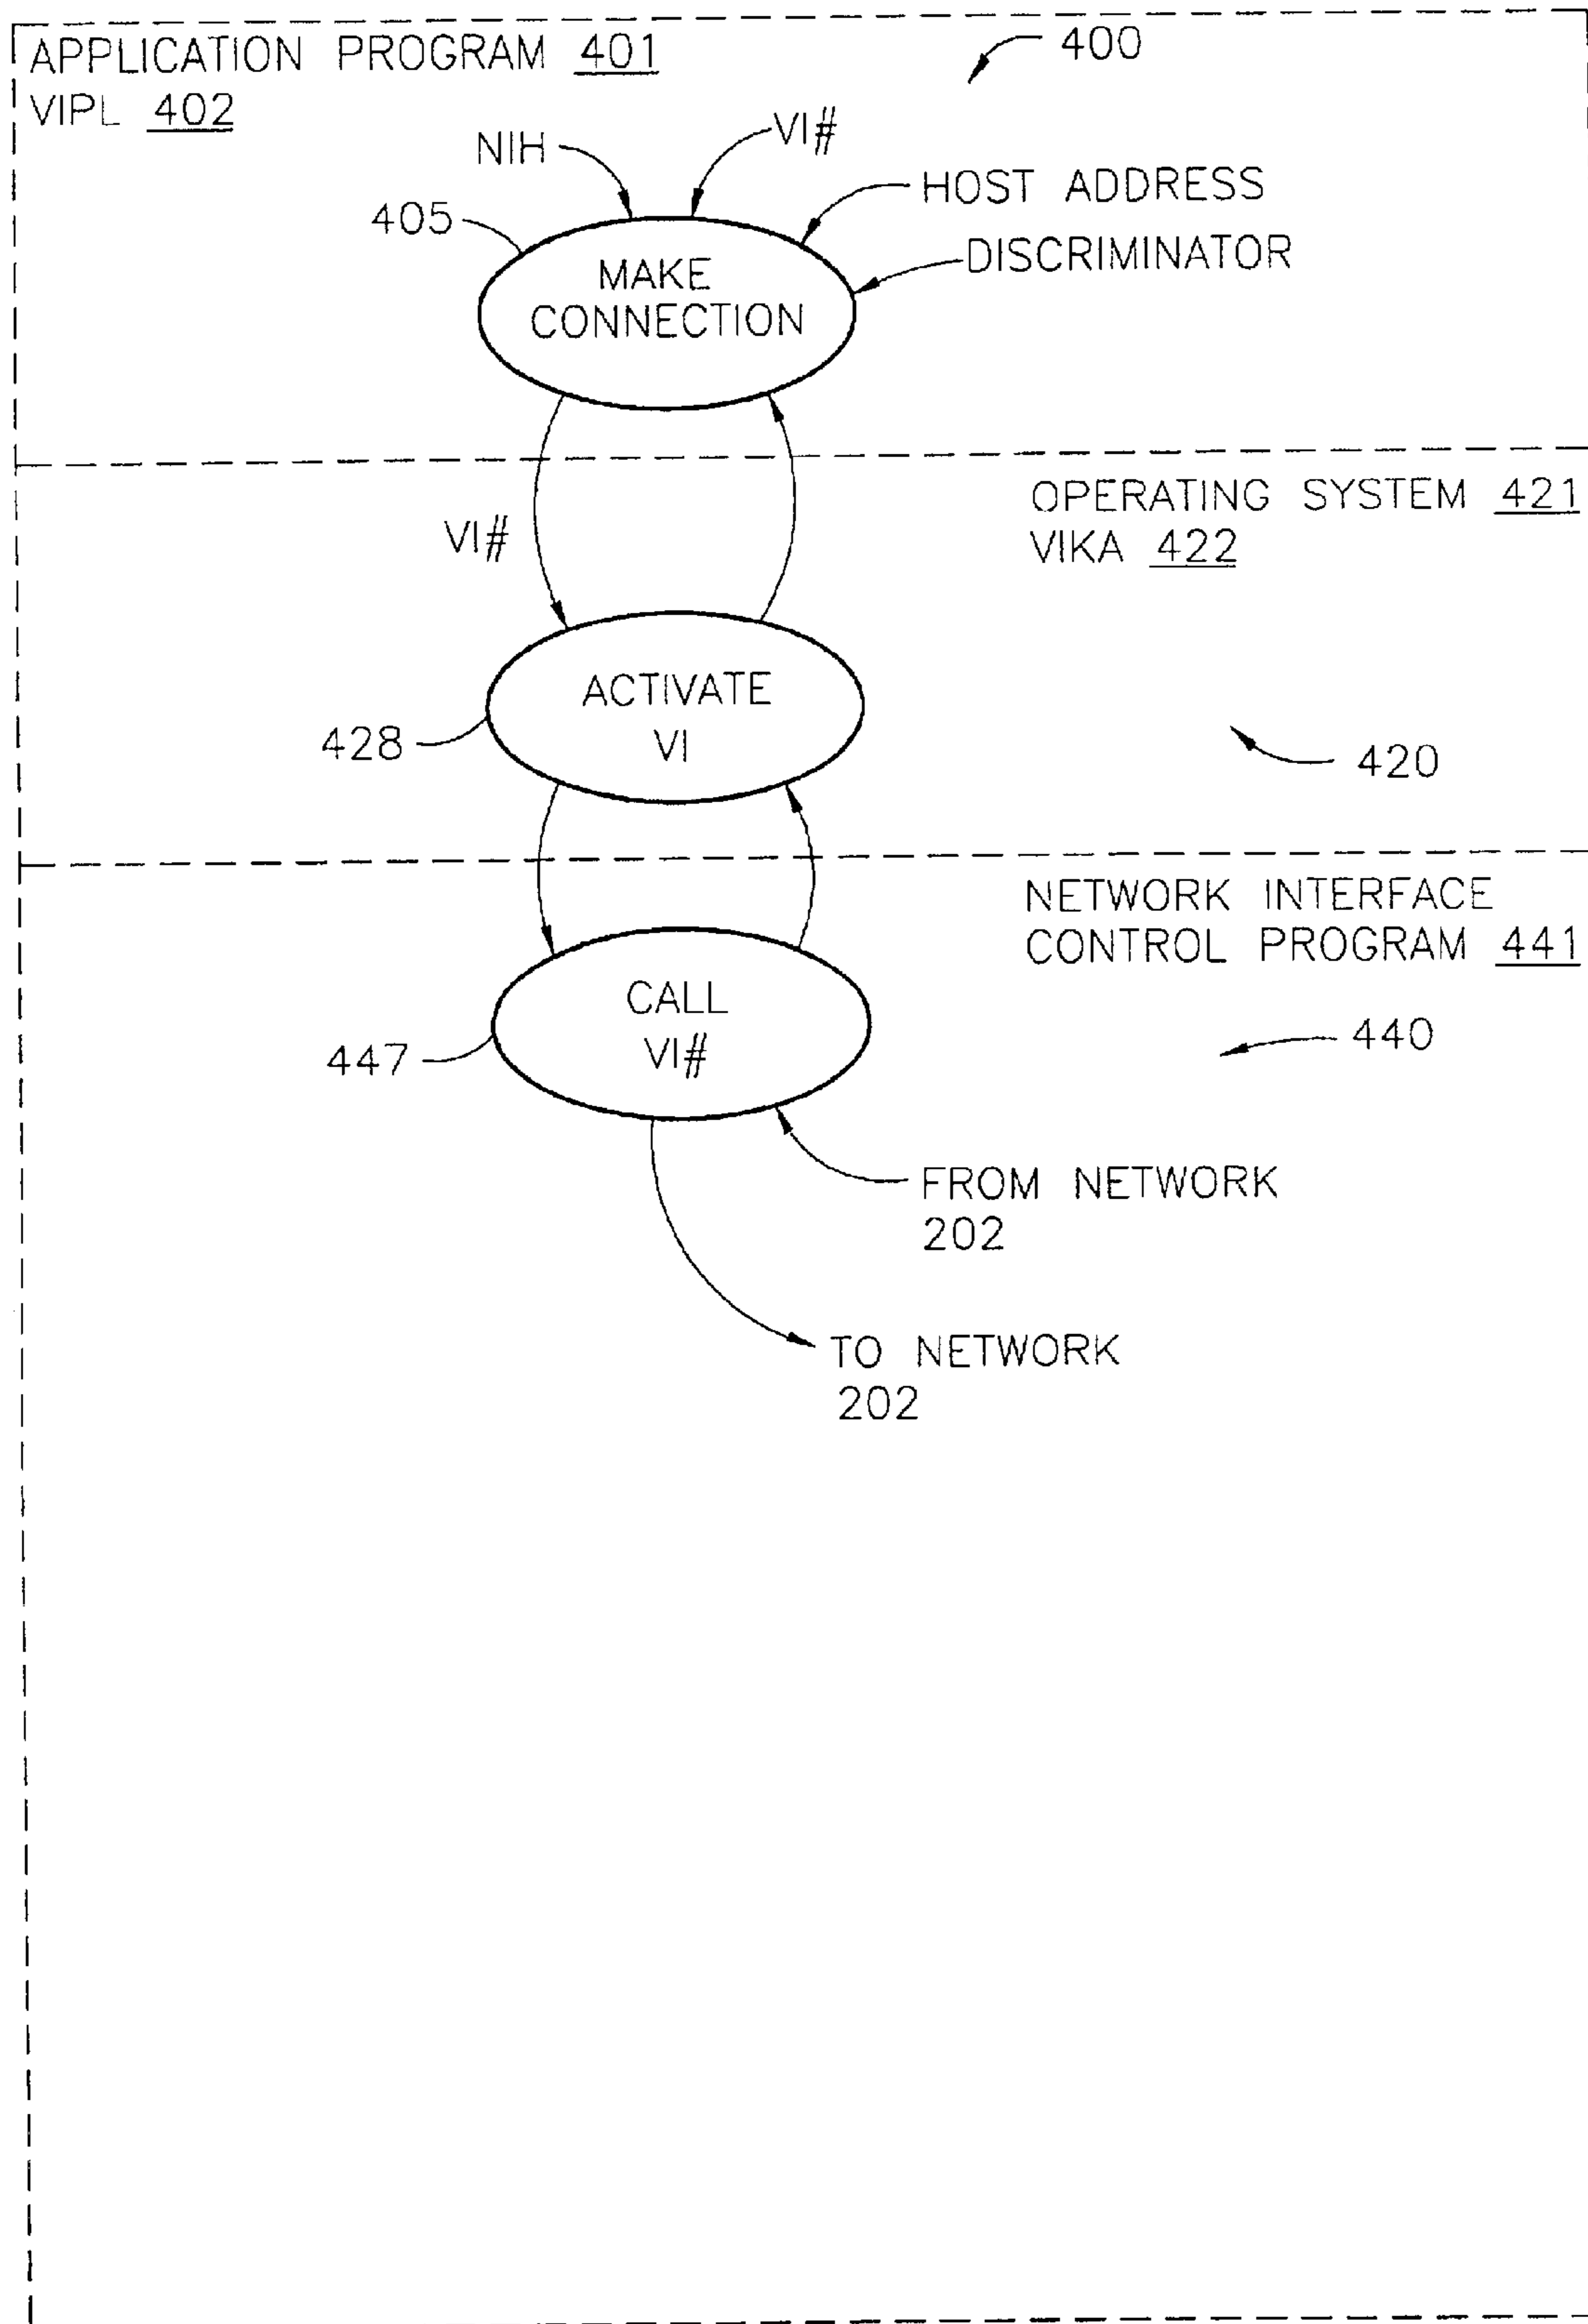 APPLICATION PROGRAM 401
400
VIPL 402
NIH
VI#
HOST ADDRESS
405
DISCRIMINATOR
MAKE
CONNECTION
OPERATING SYSTEM 421
VIKA 422
VI#
ACTIVATE
VI
428
420
NETWORK INTERFACE
CONTROL PROGRAM 441
CALL
VI#
447
440
FROM NETWORK
202
TO NETWORK
202